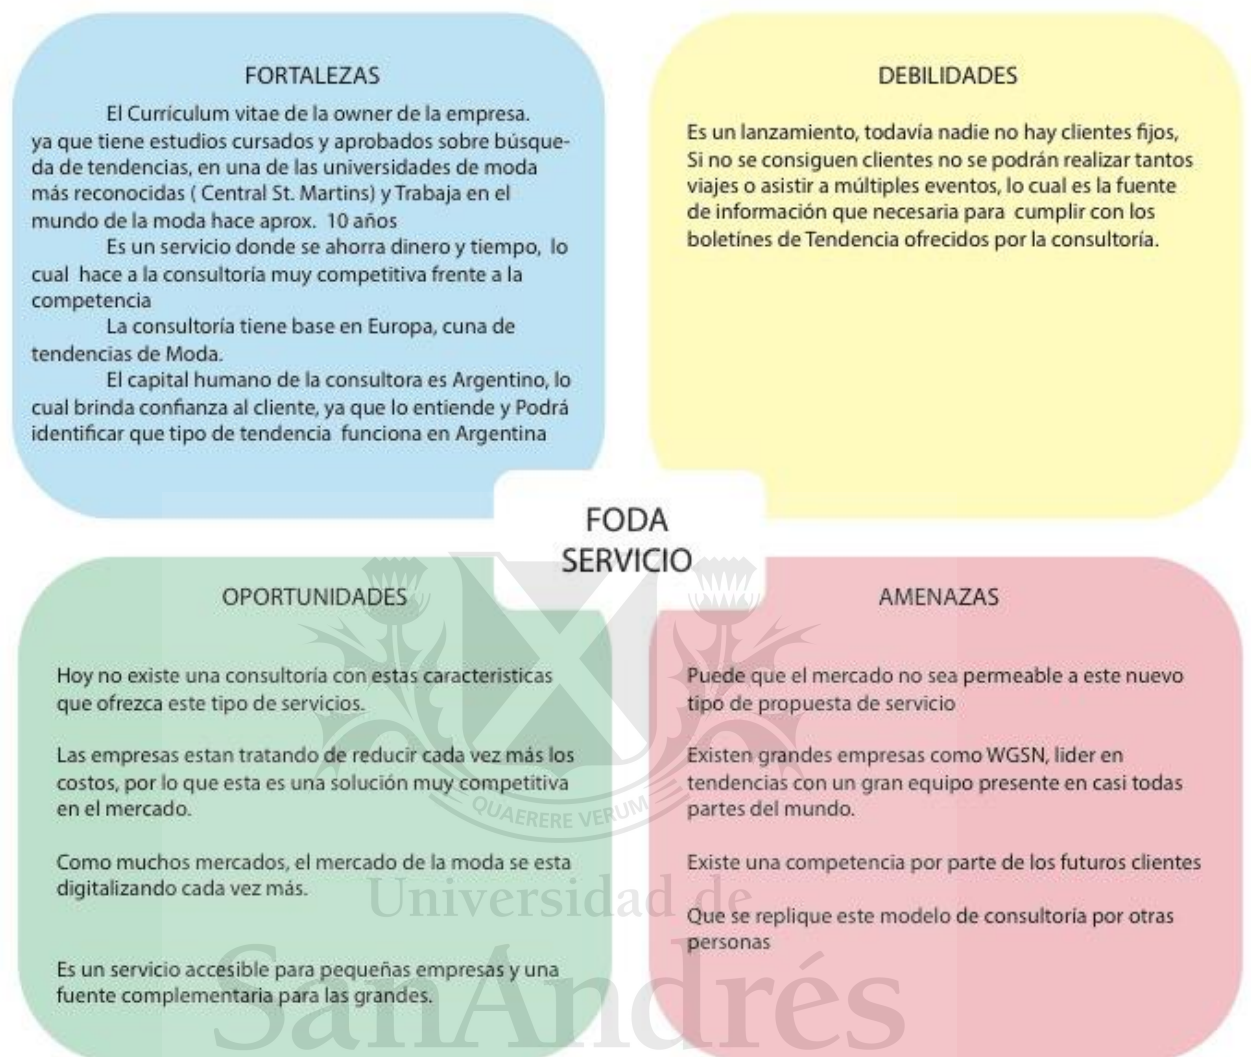 FORTALEZAS
El Currículum vitae de la owner de la empresa.
ya que tiene estudios cursados y aprobados sobre búsque-
da de tendencias, en una de las universidades de moda
más reconocidas ( Central St. Martins) y Trabaja en el
mundo de la moda hace aprox. 10 años
Es un servicio donde se ahorra dinero y tiempo, lo
cual hace a la consultoría muy competitiva frente a la
competencia
La consultoría tiene base en Europa, cuna de
tendencias de Moda.
El capital humano de la consultora es Argentino, lo
cual brinda confianza al cliente, ya que lo entiende y Podrá
identificar que tipo de tendencia funciona en Argentina
DEBILIDADES
Es un lanzamiento, todavía nadie no hay clientes fijos,
Si no se consiguen clientes no se podrán realizar tantos
viajes o asistir a múltiples eventos, lo cual es la fuente
de información que necesaria para cumplir con los
boletínes de Tendencia ofrecidos por la consultoría.
FODA
SERVICIO
OPORTUNIDADES
Hoy no existe una consultoría con estas caracteristicas
que ofrezca este tipo de servicios.
Las empresas estan tratando de reducir cada vez más los
costos, por lo que esta es una solución muy competitiva
en el mercado.
Como muchos mercados, el mercado de la moda se esta
digitalizando cada vez más.
Es un servicio accesible para pequeñas empresas y una
fuente complementaria para las grandes.
AMENAZAS
Puede que el mercado no sea permeable a este nuevo
tipo de propuesta de servicio
Existen grandes empresas como WGSN, lider en
tendencias con un gran equipo presente en casi todas
partes del mundo.
Existe una competencia por parte de los futuros clientes
Que se replique este modelo de consultoría por otras
personas
QUAERERE VERUM
Universidad de
SanAndrés